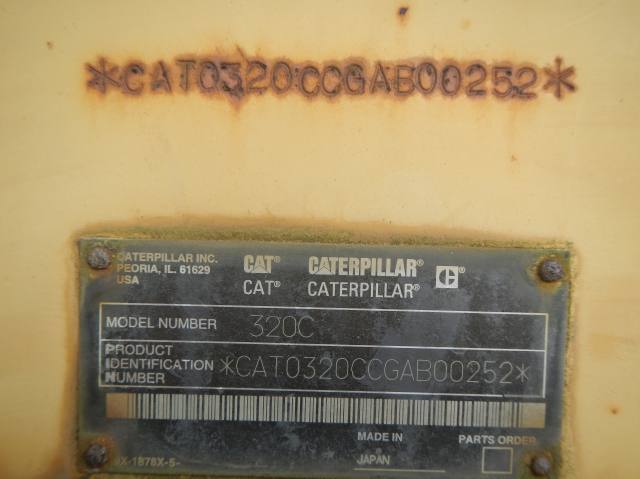 *CAT0320CCGAB00252*
CATERPILLAR INC.
PEORIA, IL. 61629
USA
CAT® CATERPILLAR® C®
CAT® CATERPILLAR®
MODEL NUMBER 320C
PRODUCT IDENTIFICATION NUMBER *CAT0320CCGAB00252*
MADE IN
JAPAN
PARTS ORDER